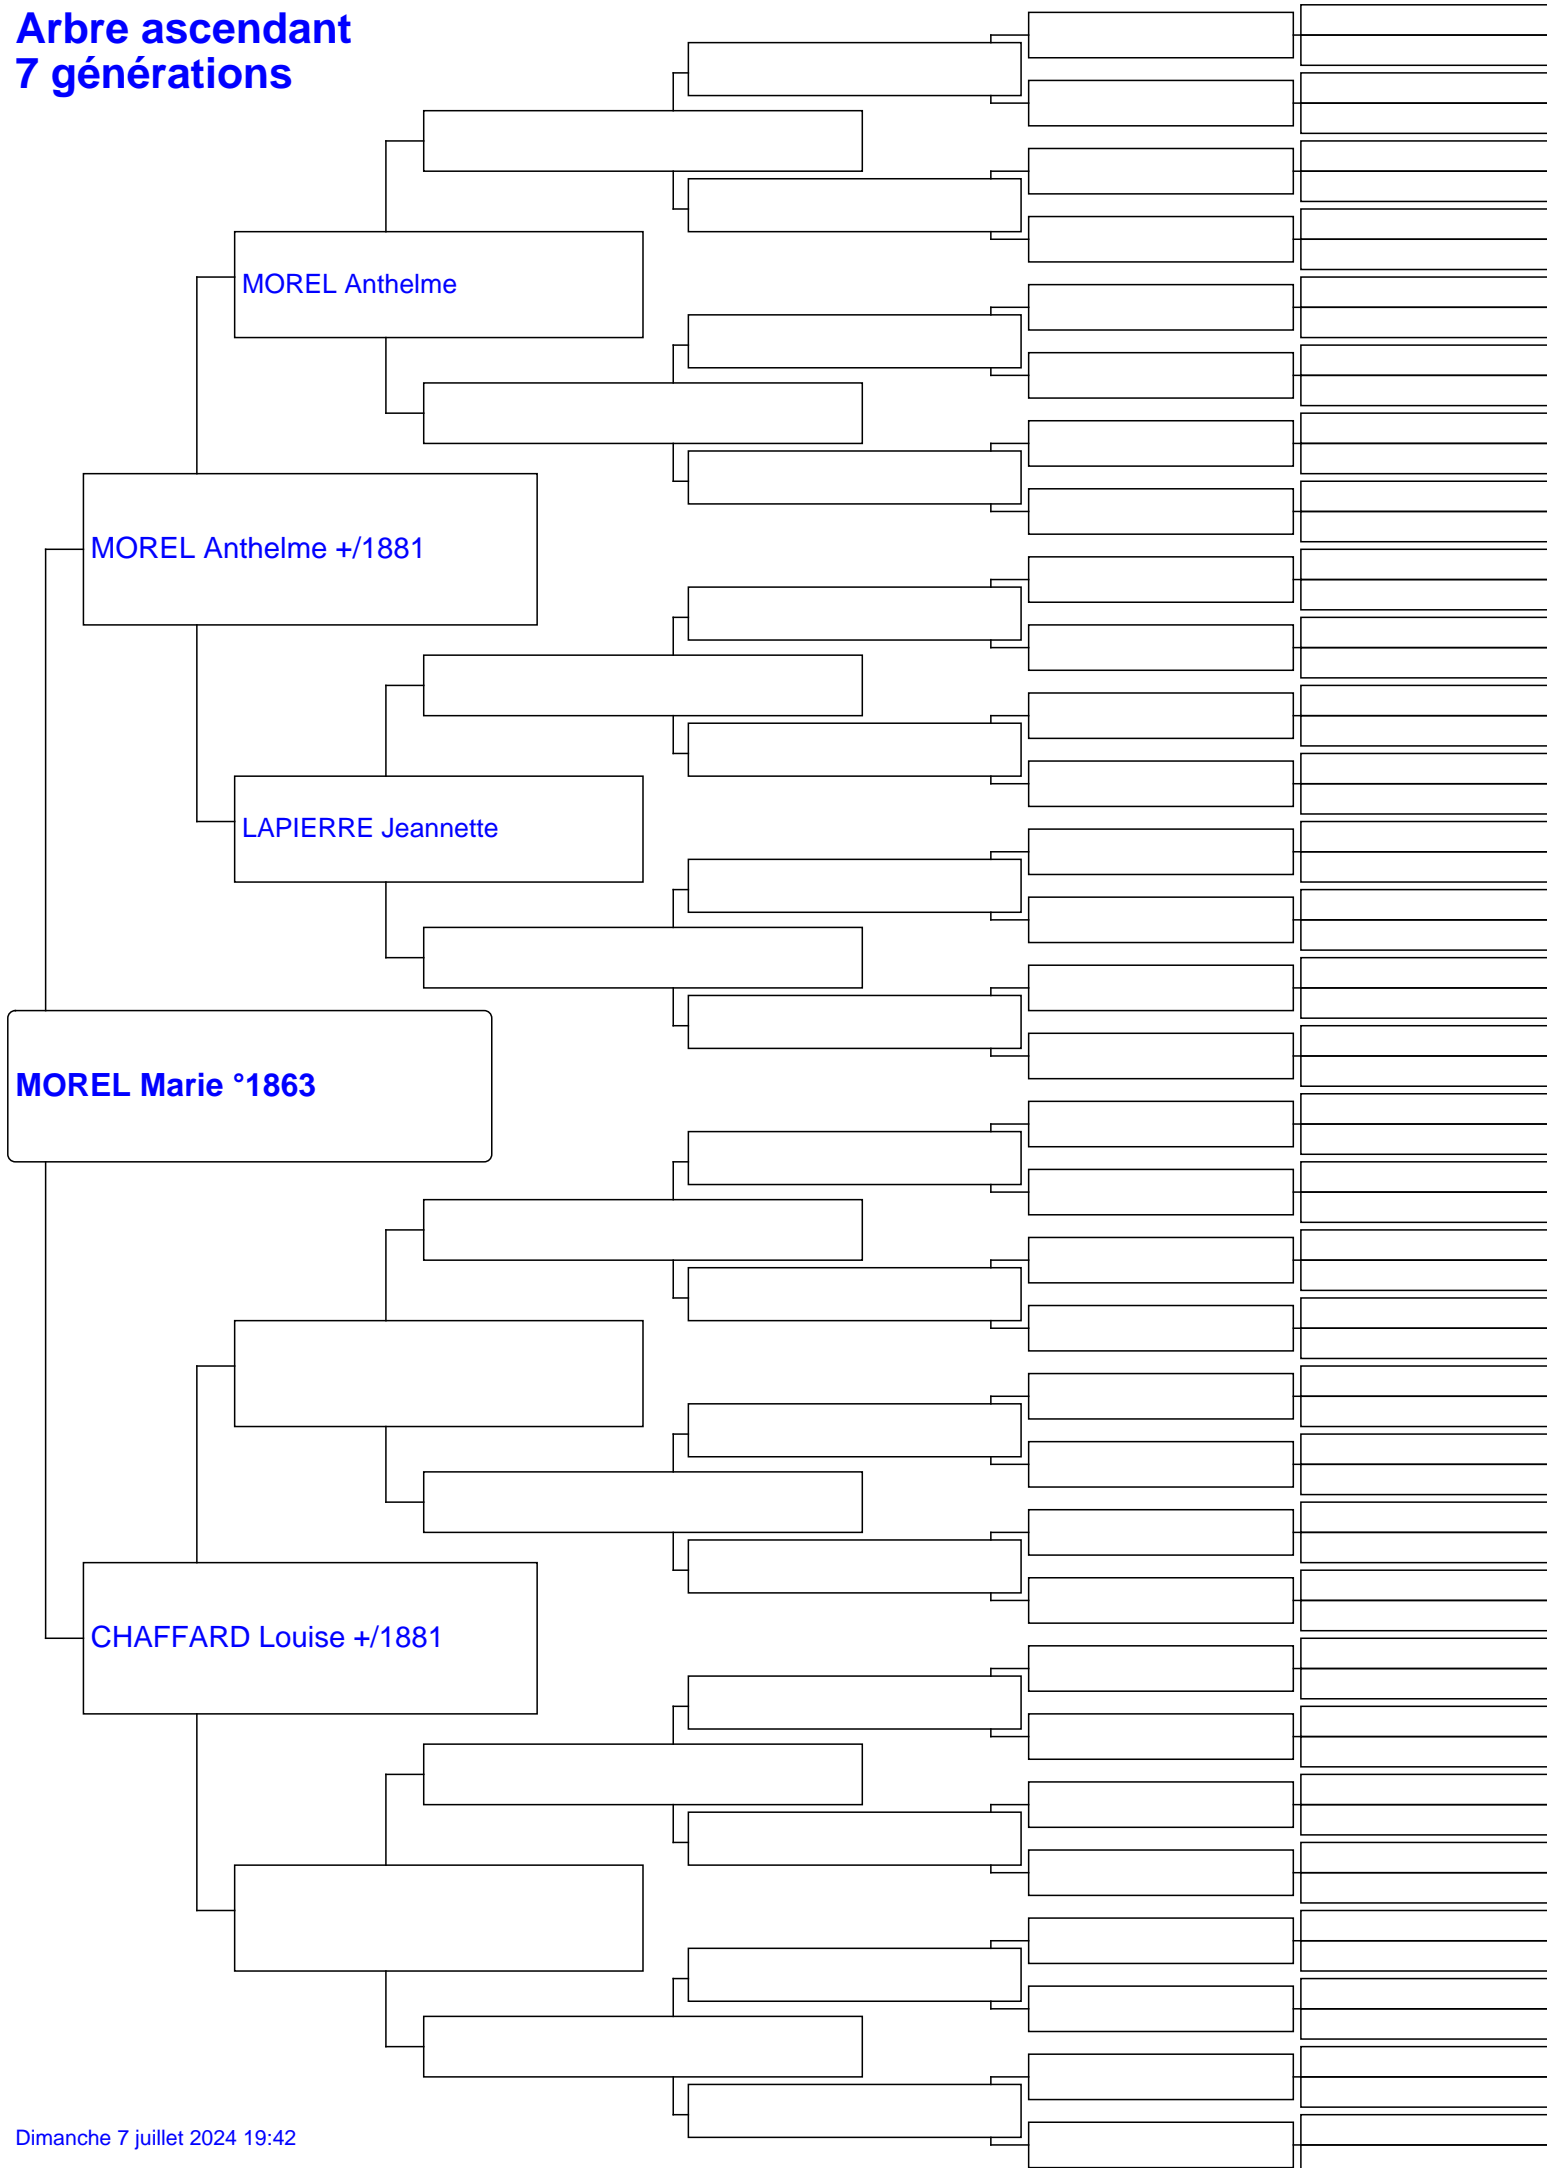 Arbre ascendant
7 générations
MOREL Anthelme
MOREL Anthelme +/1881
LAPIERRE Jeannette
MOREL Marie °1863
CHAFFARD Louise +/1881
Dimanche 7 juillet 2024 19:42